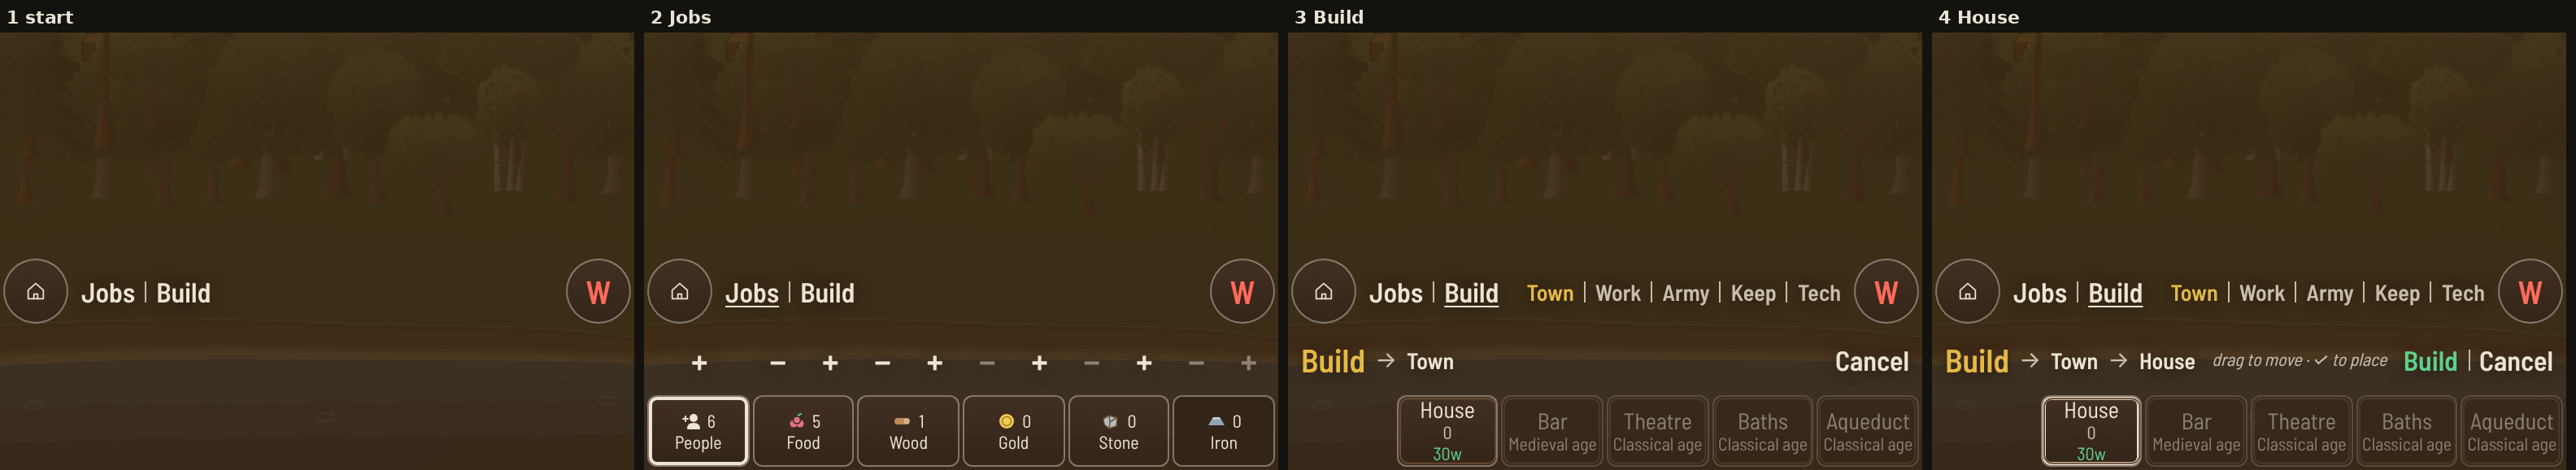 1 start
Jobs | Build
W
2 Jobs
Jobs | Build
W
+ − + − + − + − + − +
6 5 1 0 0 0
People Food Wood Gold Stone Iron
3 Build
Jobs | Build Town | Work | Army | Keep | Tech
W
Build → Town Cancel
House Bar Theatre Baths Aqueduct
0 Medieval age Classical age Classical age Classical age
30w
4 House
Jobs | Build Town | Work | Army | Keep | Tech
W
Build → Town → House drag to move · ✓ to place Build | Cancel
House Bar Theatre Baths Aqueduct
0 Medieval age Classical age Classical age Classical age
30w